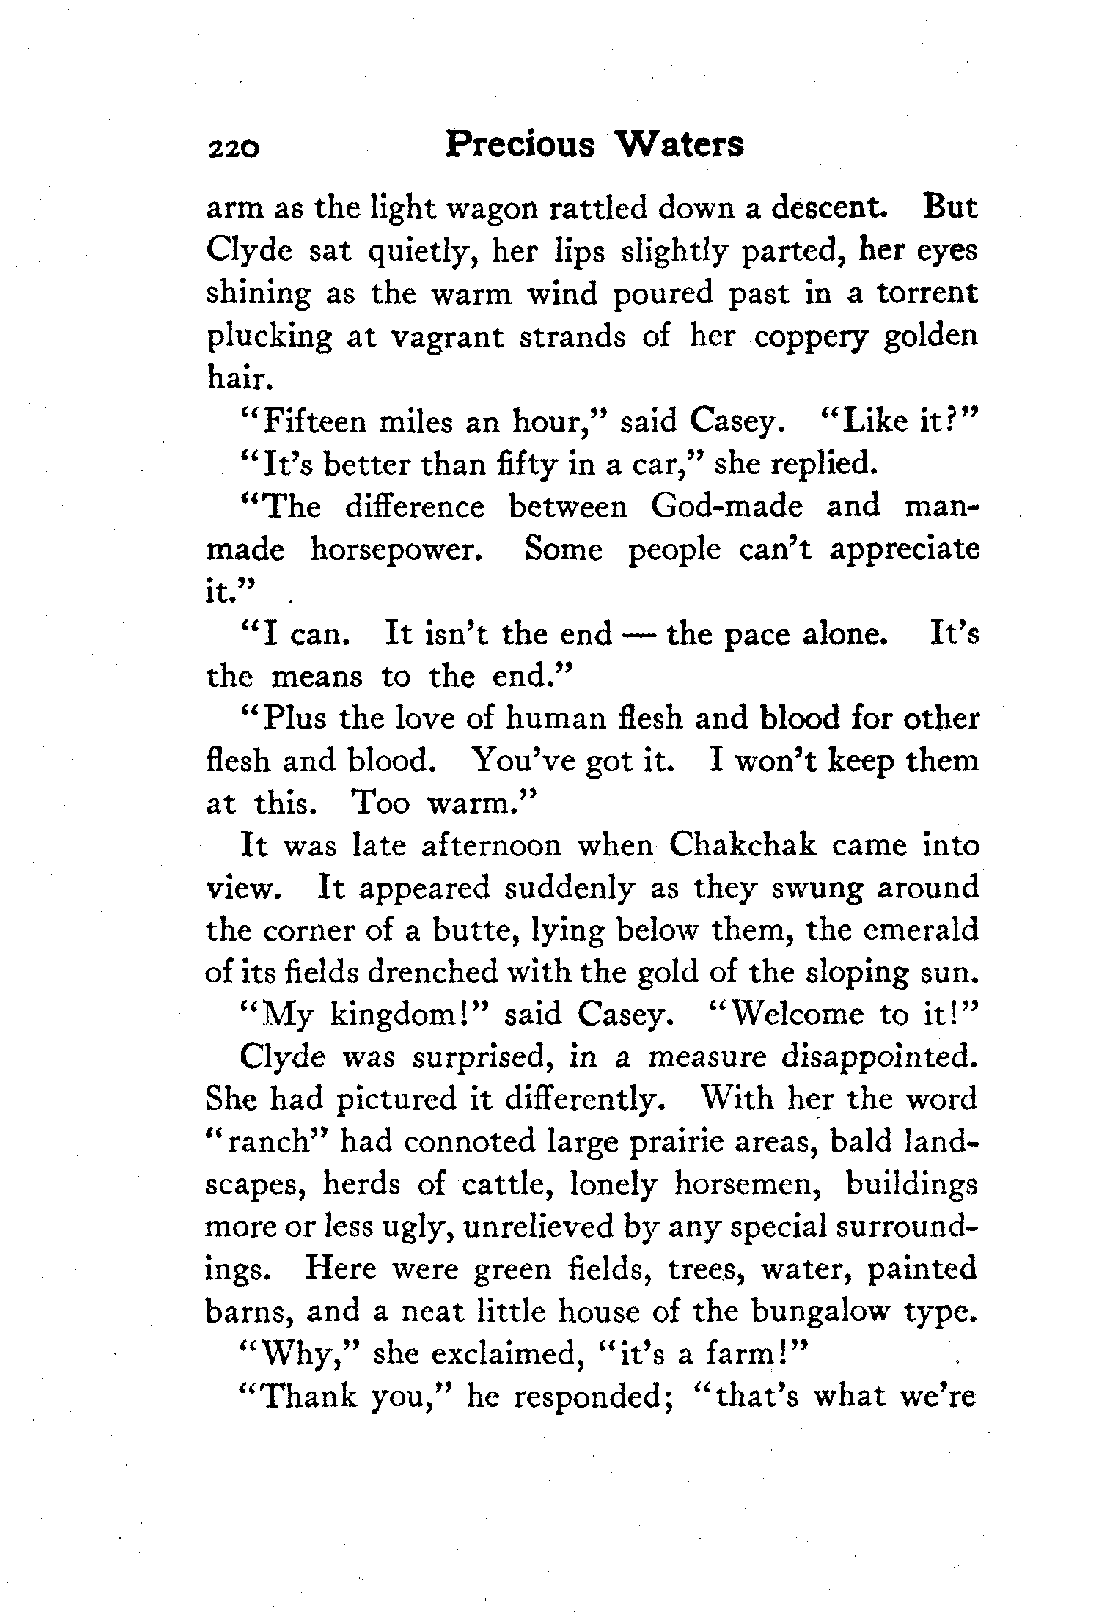 220 Precious Waters
arm as the light wagon rattled down a descent. But
Clyde sat quietly, her lips slightly parted, her eyes
shining as the warm wind poured past in a torrent
plucking at vagrant strands of her coppery golden
hair.
"Fifteen miles an hour," said Casey. "Like it?"
"It's better than fifty in a car," she replied.
"The difference between God-made and man-
made horsepower. Some people can't appreciate
it."
"I can. It isn't the end — the pace alone. It's
the means to the end."
"Plus the love of human flesh and blood for other
flesh and blood. You've got it. I won't keep them
at this. Too warm."
It was late afternoon when Chakchak came into
view. It appeared suddenly as they swung around
the corner of a butte, lying below them, the emerald
of its fields drenched with the gold of the sloping sun.
"My kingdom!" said Casey. "Welcome to it!"
Clyde was surprised, in a measure disappointed.
She had pictured it differently. With her the word
"ranch" had connoted large prairie areas, bald land-
scapes, herds of cattle, lonely horsemen, buildings
more or less ugly, unrelieved by any special surround-
ings. Here were green fields, trees, water, painted
barns, and a neat little house of the bungalow type.
"Why," she exclaimed, "it's a farm!"
"Thank you," he responded; "that's what we're